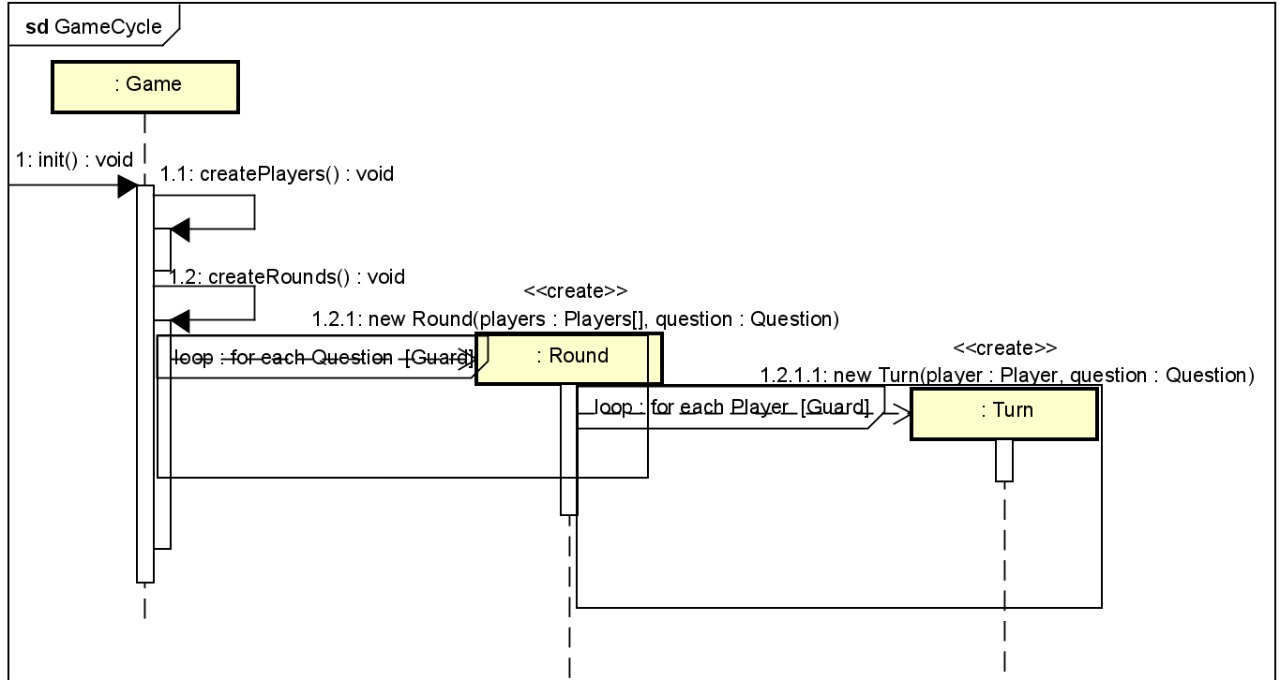 sd GameCycle
: Game
1: init() : void
1.1: createPlayers() : void
1.2: createRounds() : void
<<create>>
1.2.1: new Round(players : Players[], question : Question)
loop : for each Question [Guard]
: Round
<<create>>
1.2.1.1: new Turn(player : Player, question : Question)
loop : for each Player [Guard]
: Turn